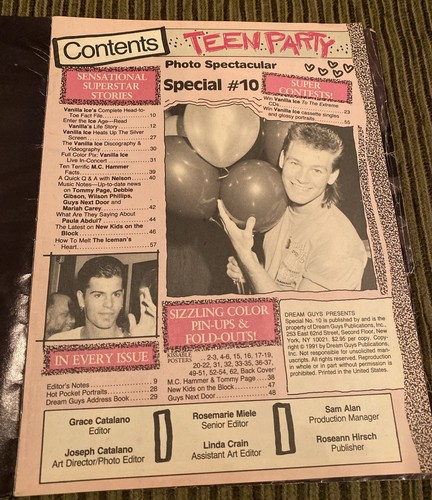 Contents
TEEN PARTY
Photo Spectacular
Special #10
SENSATIONAL
SUPERSTAR
STORIES
Vanilla Ice's Complete Head-to-
Toe Fact File 10
Enter the Ice Age—Read
Vanilla's Life Story 12
Vanilla Ice Heats Up the Silver
Screen 27
The Vanilla Ice Discography &
Videography 30
Full Color Pix: Vanilla Ice
Live In-Concert 31
Ten Terrific M.C. Hammer
Facts 38
A Quick Q & A with Nelson 40
Music Notes—Up-to-date news
on Tommy Page, Debbie
Gibson, Wilson Phillips,
Guys Next Door and
Mariah Carey 42
What Are They Saying About
Paula Abdul? 44
The Latest on New Kids on the
Block 46
How To Melt The Iceman's
Heart 57
SUPER
CONTESTS!
Win Vanilla Ice To The Extreme
CDs 23
Win Vanilla Ice cassette singles
and glossy portraits 55
IN EVERY ISSUE
Editor's Notes 9
Hot Pocket Portraits 28
Dream Guys Address Book 29
SIZZLING COLOR
PIN-UPS &
FOLD-OUTS!
KISSABLE
POSTERS 2-3, 4-6, 15, 16, 17-19,
20-22, 31, 32, 33-35, 36-37,
49-51, 52-54, 62, Back Cover
M.C. Hammer & Tommy Page 38
New Kids on the Block 47
Guys Next Door 48
DREAM GUYS PRESENTS
Special No. 10 is published by and is the
property of Dream Guys Publications, Inc.,
253 East 62nd Street, Second Floor, New
York, NY 10021. $2.95 per copy. Copy-
right © 1991 by Dream Guys Publications,
Inc. Not responsible for unsolicited man-
uscripts. All rights reserved. Reproduction
in whole or in part without permission is
prohibited. Printed in the United States.
Grace Catalano
Editor
Joseph Catalano
Art Director/Photo Editor
Rosemarie Miele
Senior Editor
Linda Crain
Assistant Art Editor
Sam Alan
Production Manager
Roseann Hirsch
Publisher